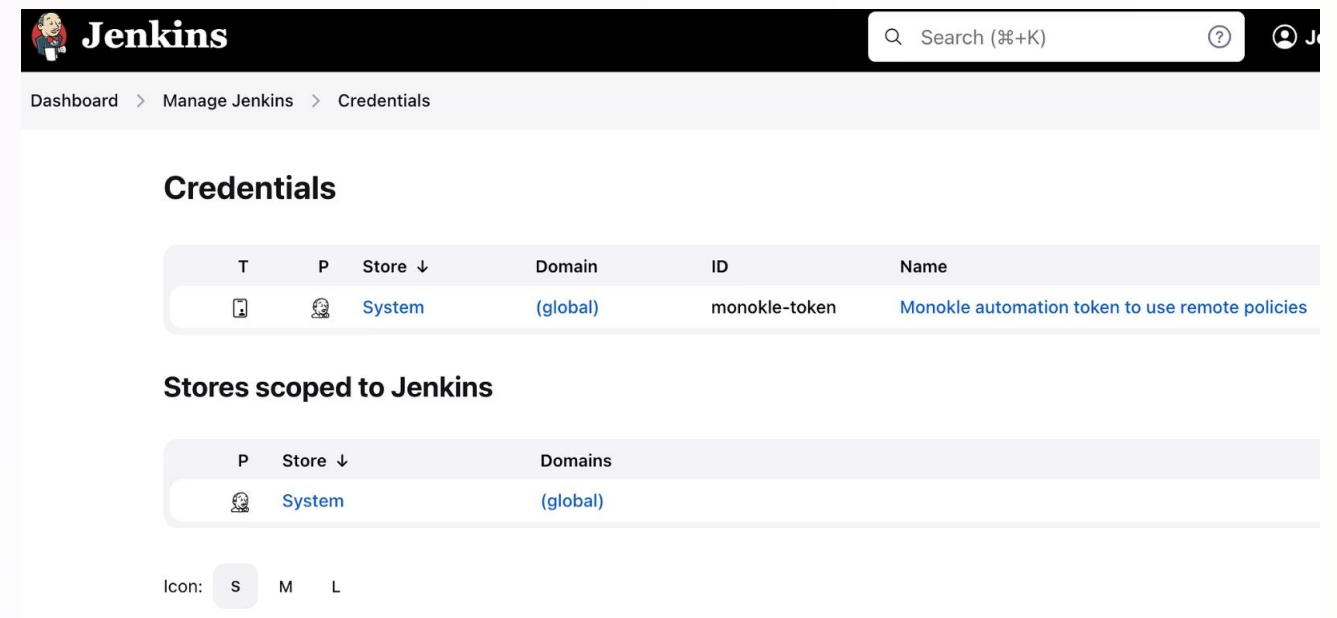 Jenkins
Search (⌘+K)
Dashboard > Manage Jenkins > Credentials
Credentials
T P Store ↓ Domain ID Name
System (global) monokle-token Monokle automation token to use remote policies
Stores scoped to Jenkins
P Store ↓ Domains
System (global)
Icon: S M L